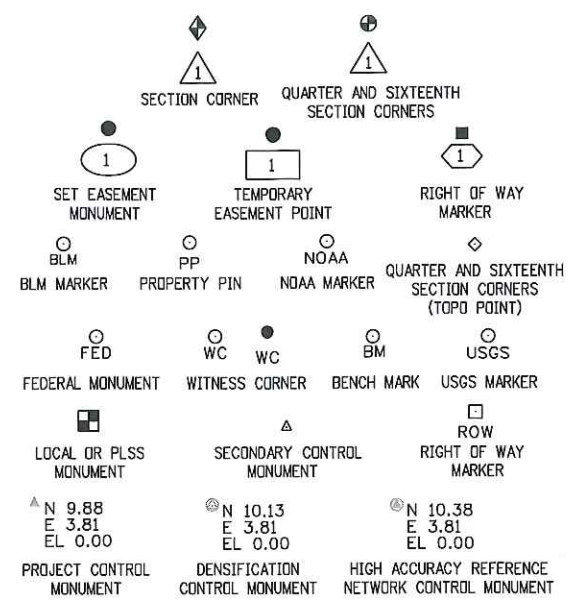 1
1
SECTION CORNER
QUARTER AND SIXTEENTH
SECTION CORNERS
1
1
1
SET EASEMENT
MONUMENT
TEMPORARY
EASEMENT POINT
RIGHT OF WAY
MARKER
BLM
PP
NOAA
BLM MARKER
PROPERTY PIN
NOAA MARKER
QUARTER AND SIXTEENTH
SECTION CORNERS
(TOPO POINT)
FED
WC
WC
BM
USGS
FEDERAL MONUMENT
WITNESS CORNER
BENCH MARK
USGS MARKER
ROW
LOCAL OR PLSS
MONUMENT
SECONDARY CONTROL
MONUMENT
RIGHT OF WAY
MARKER
N 9.88
E 3.81
EL 0.00
N 10.13
E 3.81
EL 0.00
N 10.38
E 3.81
EL 0.00
PROJECT CONTROL
MONUMENT
DENSIFICATION
CONTROL MONUMENT
HIGH ACCURACY REFERENCE
NETWORK CONTROL MONUMENT